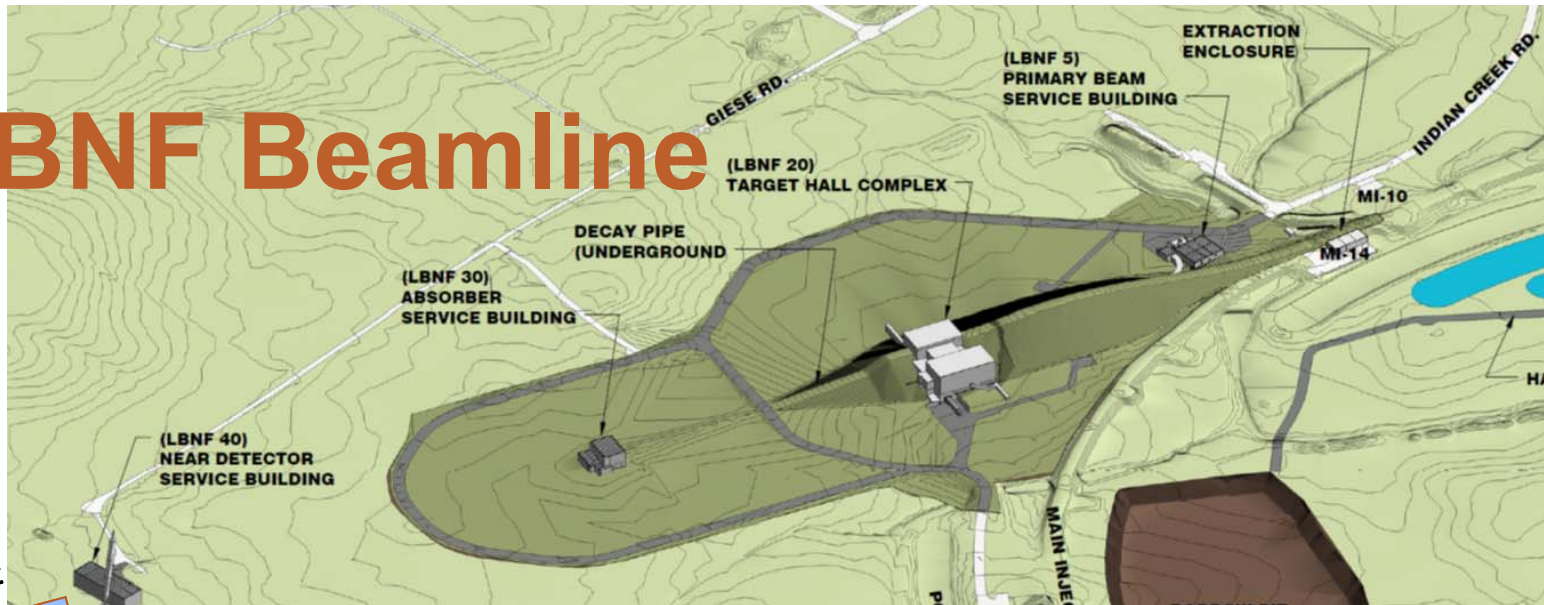 EXTRACTION
ENCLOSURE
(LBNF 5)
PRIMARY BEAM
SERVICE BUILDING
INDIAN CREEK RD.
GIESE RD.
BNF Beamline
(LBNF 20)
TARGET HALL COMPLEX
MI-10
DECAY PIPE
(UNDERGROUND
MI-14
(LBNF 30)
ABSORBER
SERVICE BUILDING
HA
(LBNF 40)
NEAR DETECTOR
SERVICE BUILDING
MAIN INJEC